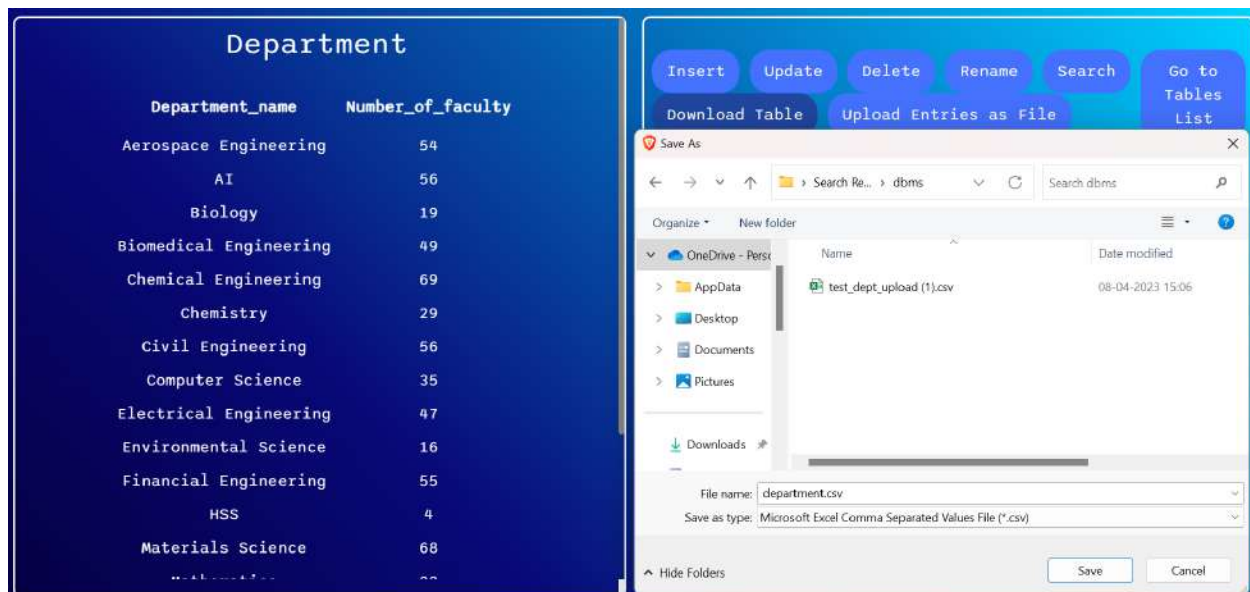 Department
Department_name Number_of_faculty
Aerospace Engineering 54
AI 56
Biology 19
Biomedical Engineering 49
Chemical Engineering 69
Chemistry 29
Civil Engineering 56
Computer Science 35
Electrical Engineering 47
Environmental Science 16
Financial Engineering 55
HSS 4
Materials Science 68
Insert Update Delete Rename Search
Go to
Tables
List
Download Table Upload Entries as File
Save As
Search Re... › dbms
Search dbms
Organize New folder
Name Date modified
OneDrive - Perso
AppData
Desktop
Documents
Pictures
Downloads
test_dept_upload (1).csv 08-04-2023 15:06
File name: department.csv
Save as type: Microsoft Excel Comma Separated Values File (*.csv)
Hide Folders
Save Cancel